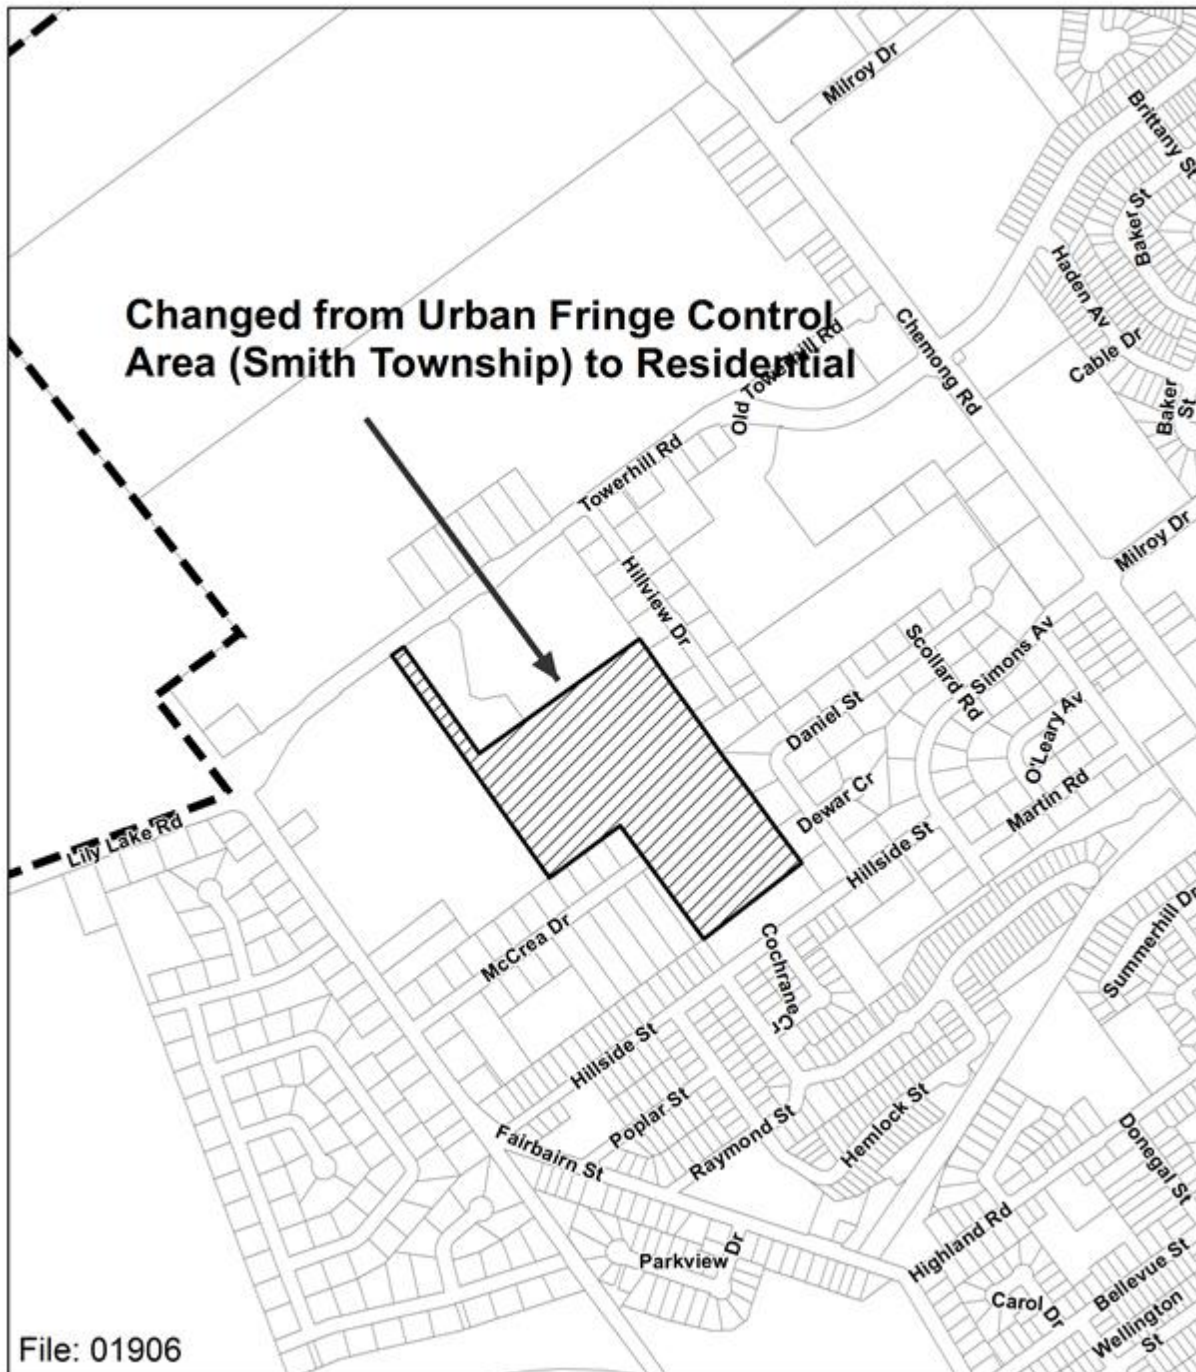 Milroy Dr
Brittany St
Baker St
Haden Av
Changed from Urban Fringe Control
Area (Smith Township) to Residential
Chemong Rd
Cable Dr
Old Towerhill Rd
Baker
St
Towerhill Rd
Milroy Dr
Hillview Dr
Scollard Rd
Simons Av
Daniel St
O'Leary Av
Dewar Cr
Martin Rd
Lily Lake Rd
Hillside St
McCrea Dr
Cochrane
Cr
Summerhill Dr
Hillside St
Poplar St
Raymond St
Hemlock St
Fairbairn St
Donegal St
Highland Rd
Parkview Dr
Bellevue St
Carol Dr
Wellington
St
File: 01906